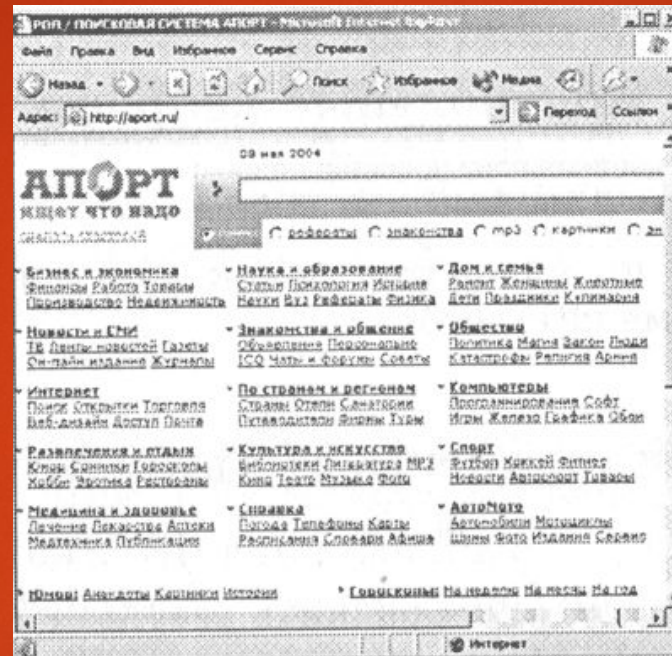 РОЛ / ПОИСКОВАЯ СИСТЕМА АПОРТ - Microsoft Internet Explorer
Файл Правка Вид Избранное Сервис Справка
Назад Поиск Избранное Медиа
Адрес: http://aport.ru/ Переход Ссылки
09 мая 2004
АПОРТ
ищет что надо
рефераты знакомства mp3 картинки
Бизнес и экономика Наука и образование Дом и семья
Финансы Работа Товары Статьи Психология История Ремонт Женщины Животные
Производство Недвижимость Науки Вуз Рефераты Физика Дети Праздники Кулинария
Новости и СМИ Знакомства и общение Общество
ТВ Ленты новостей Газеты Объявления Персонально Политика Магия Закон Люди
Он-лайн издания Журналы ICQ Чаты и форумы Советы Катастрофы Религия Армия
Интернет По странам и регионам Компьютеры
Поиск Открытки Торговля Страны Отели Санатории Программирование Софт
Веб-дизайн Доступ Почта Путеводители Фирмы Туры Игры Железо Графика Обои
Развлечения и отдых Культура и искусство Спорт
Юмор Сонники Гороскопы Библиотеки Литература MP3 Футбол Хоккей Фитнес
Хобби Эротика Рестораны Кино Театр Музыка Фото Новости Автоспорт Товары
Медицина и здоровье Справка АвтоМото
Лечение Лекарства Аптеки Погода Телефоны Карты Автомобили Мотоциклы
Медтехника Публикации Расписания Словари Афиша Шины Фото Издания Сервис
Юмор: Анекдоты Картинки Истории Гороскопы: На неделю На месяц На год
Интернет